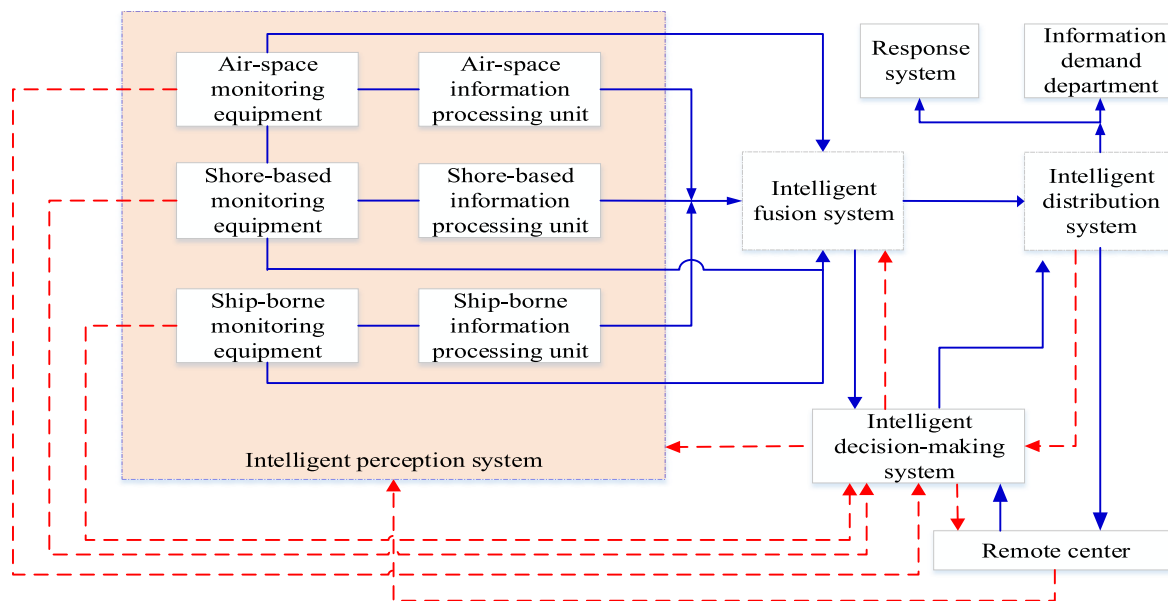 Air-space
monitoring
equipment
Air-space
information
processing unit
Response
system
Information
demand
department
Shore-based
monitoring
equipment
Shore-based
information
processing unit
Intelligent
fusion system
Intelligent
distribution
system
Ship-borne
monitoring
equipment
Ship-borne
information
processing unit
Intelligent perception system
Intelligent
decision-making
system
Remote center